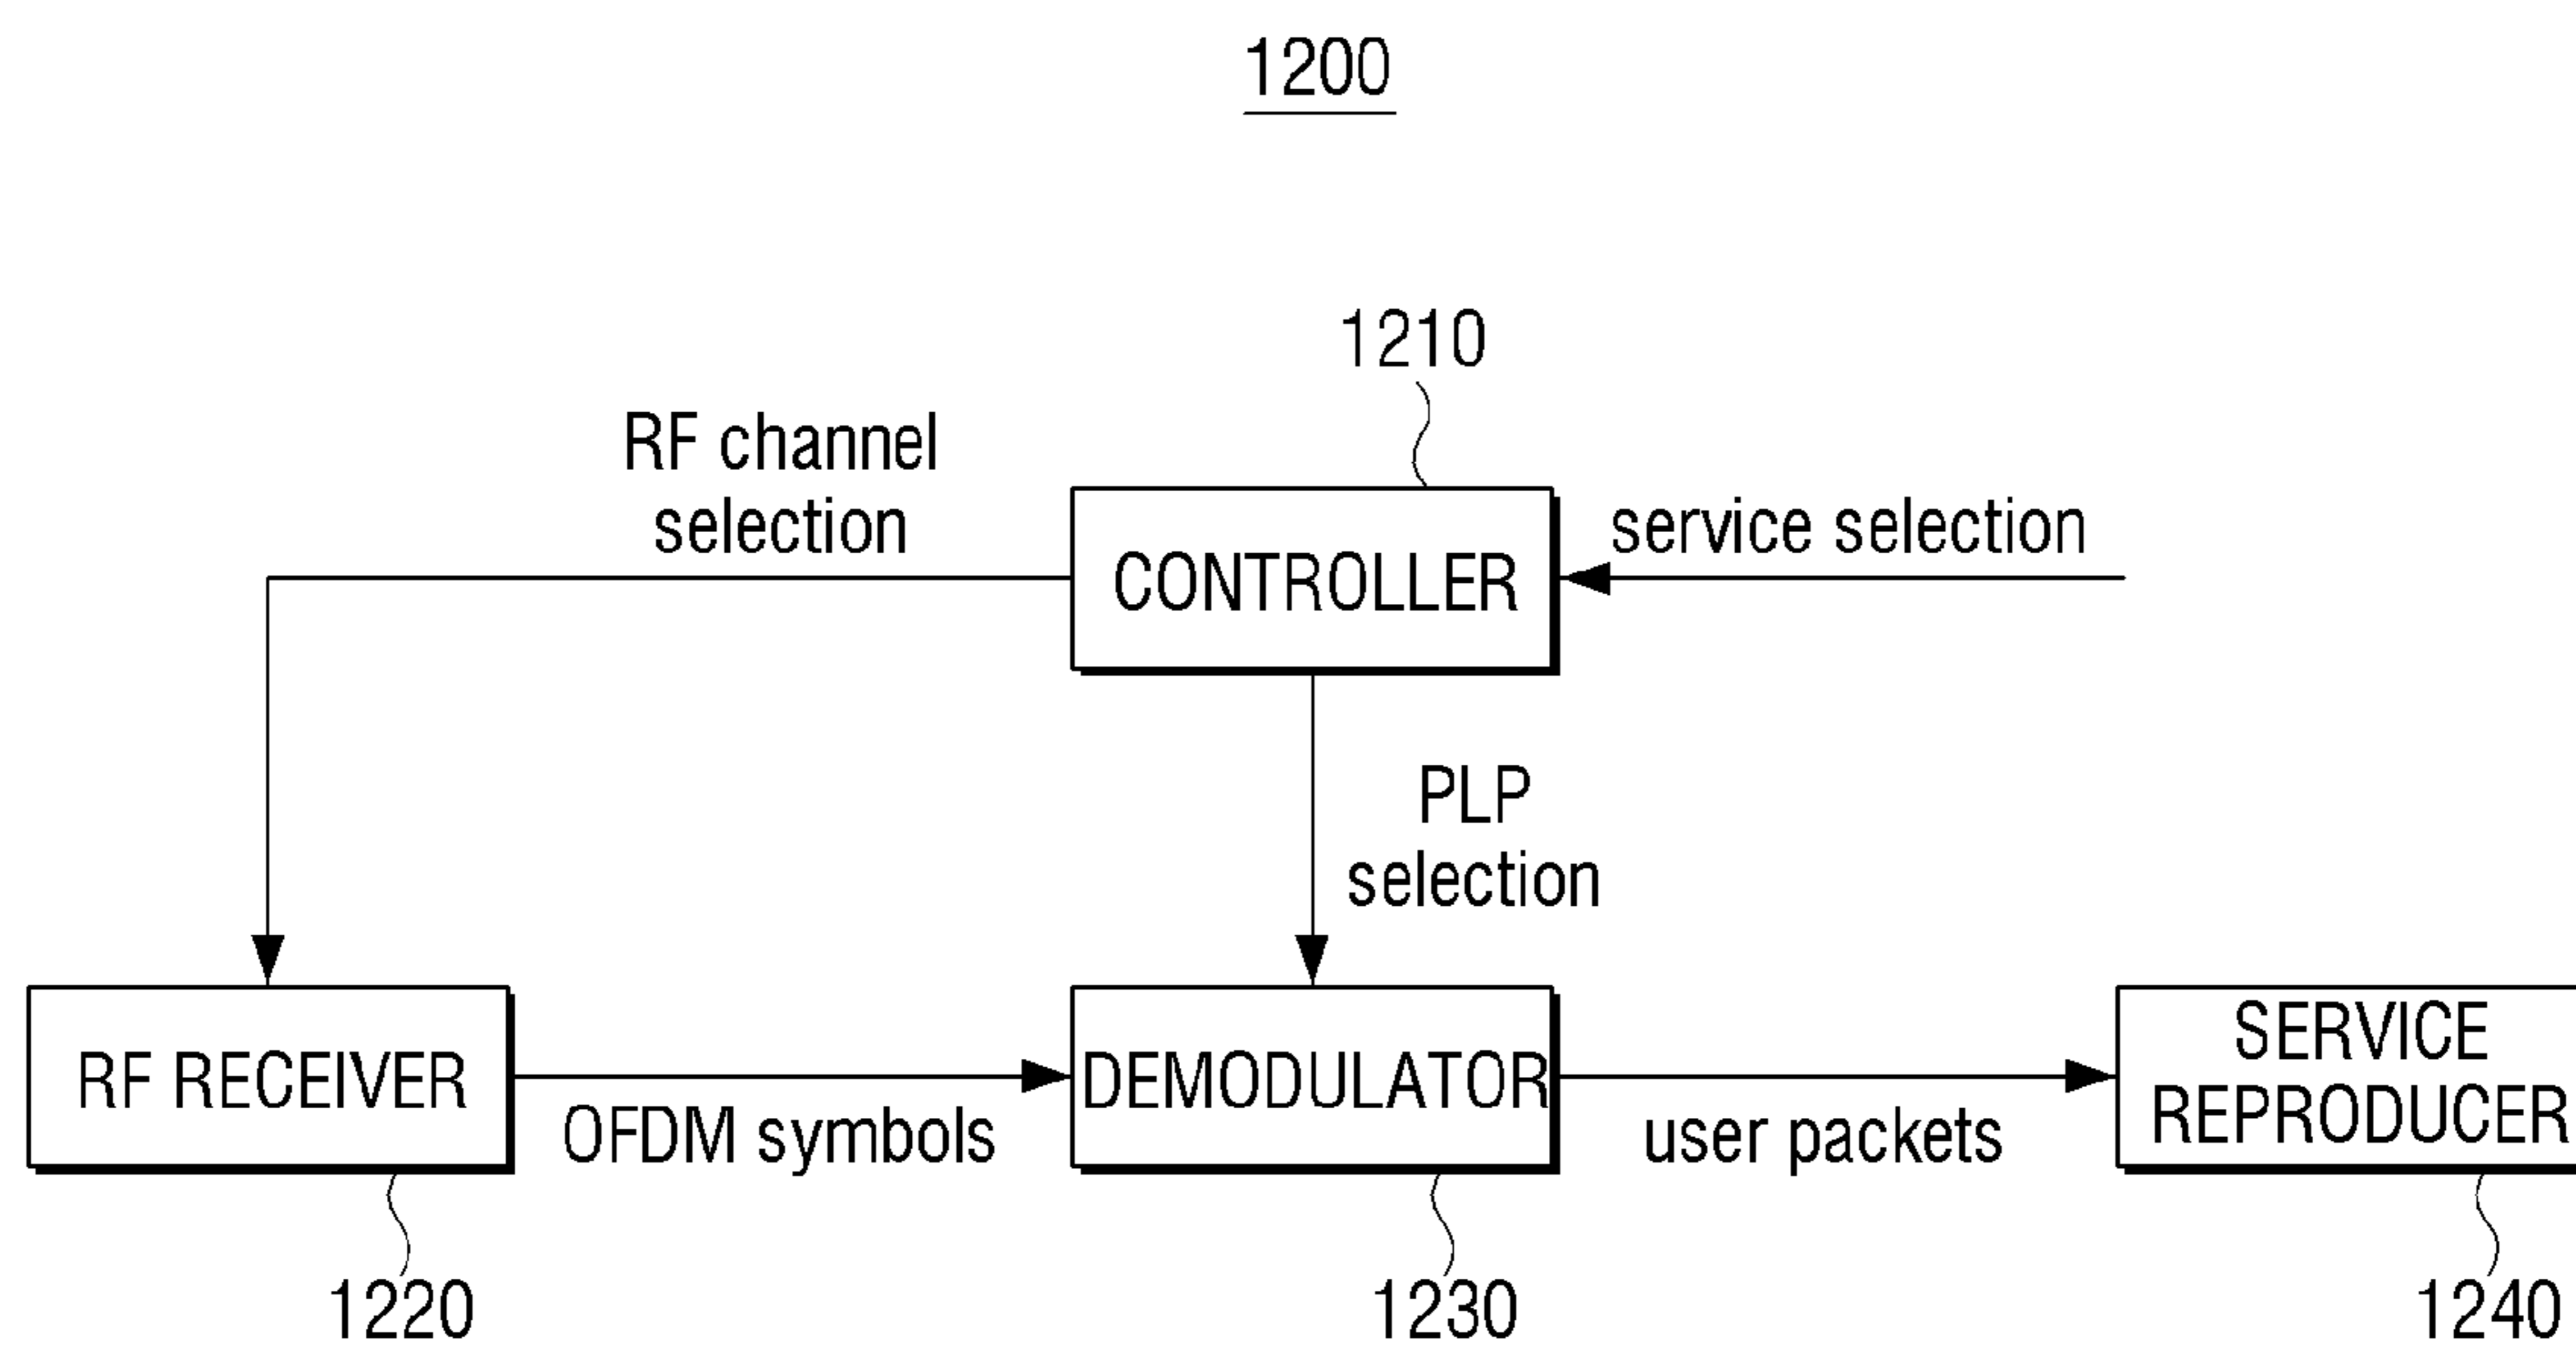 1200
1210
RF channel
selection
CONTROLLER
service selection
PLP
selection
RF RECEIVER
OFDM symbols
DEMODULATOR
user packets
SERVICE
REPRODUCER
1220
1230
1240